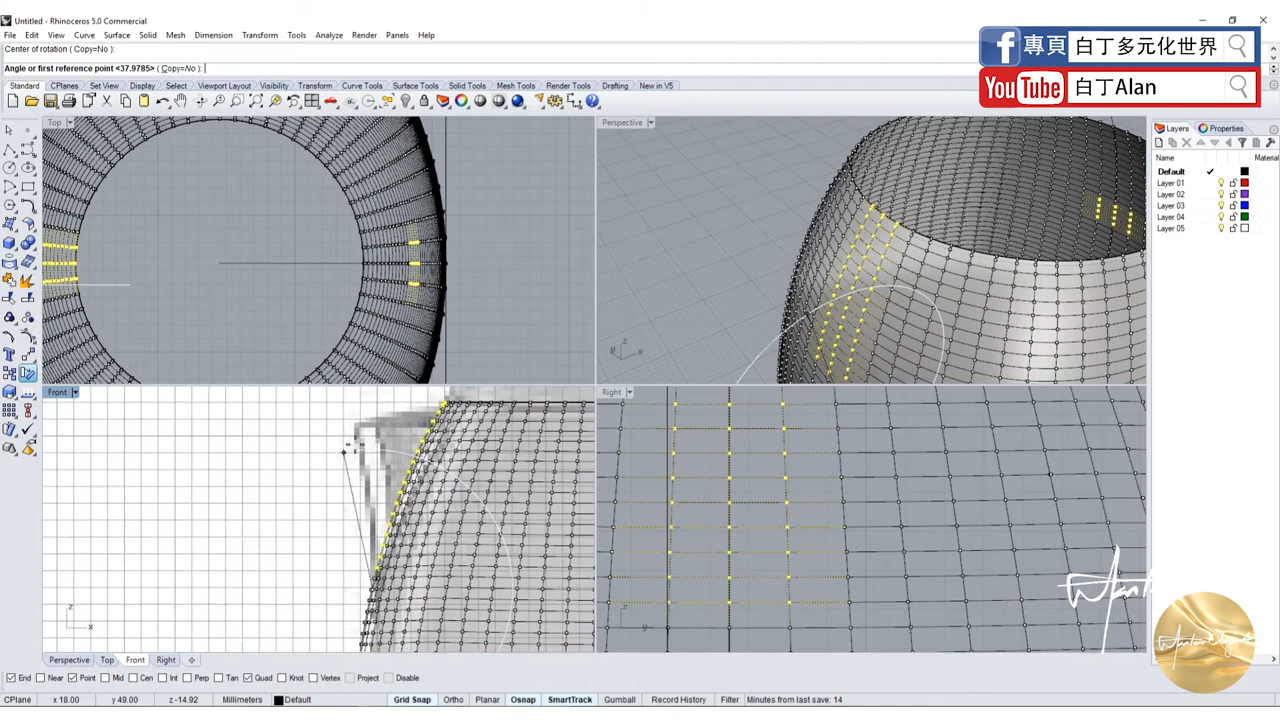 Untitled - Rhinoceros 5.0 Commercial
File Edit View Curve Surface Solid Mesh Dimension Transform Tools Analyze Render Panels Help
Center of rotation ( Copy=No ):
Angle or first reference point <37.9785> ( Copy=No ):
專頁 白丁多元化世界
YouTube 白丁Alan
Standard CPlanes Set View Display Select Viewport Layout Visibility Transform Curve Tools Surface Tools Solid Tools Mesh Tools Render Tools Drafting New in V5
Top
Perspective
Layers Properties
Name Material
Default
Layer 01
Layer 02
Layer 03
Layer 04
Layer 05
z
y x
Front
Right
z
x
z
y
Perspective Top Front Right
End Near Point Mid Cen Int Perp Tan Quad Knot Vertex Project Disable
CPlane x 18.00 y 49.00 z -14.92 Millimeters Default Grid Snap Ortho Planar Osnap SmartTrack Gumball Record History Filter Minutes from last save: 14